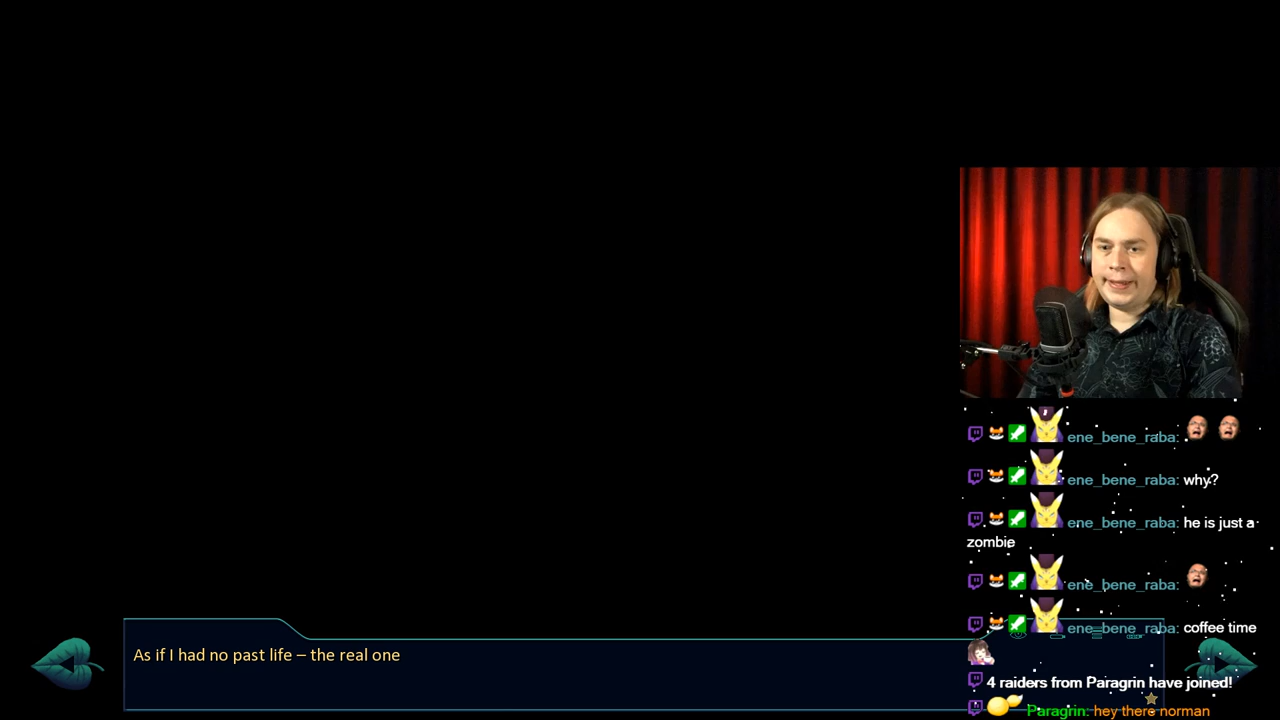 ene_bene_raba:
ene_bene_raba: why?
ene_bene_raba: he is just a
zombie
ene_bene_raba:
ene_bene_raba: coffee time
4 raiders from Paragrin have joined!
Paragrin: hey there norman
As if I had no past life – the real one